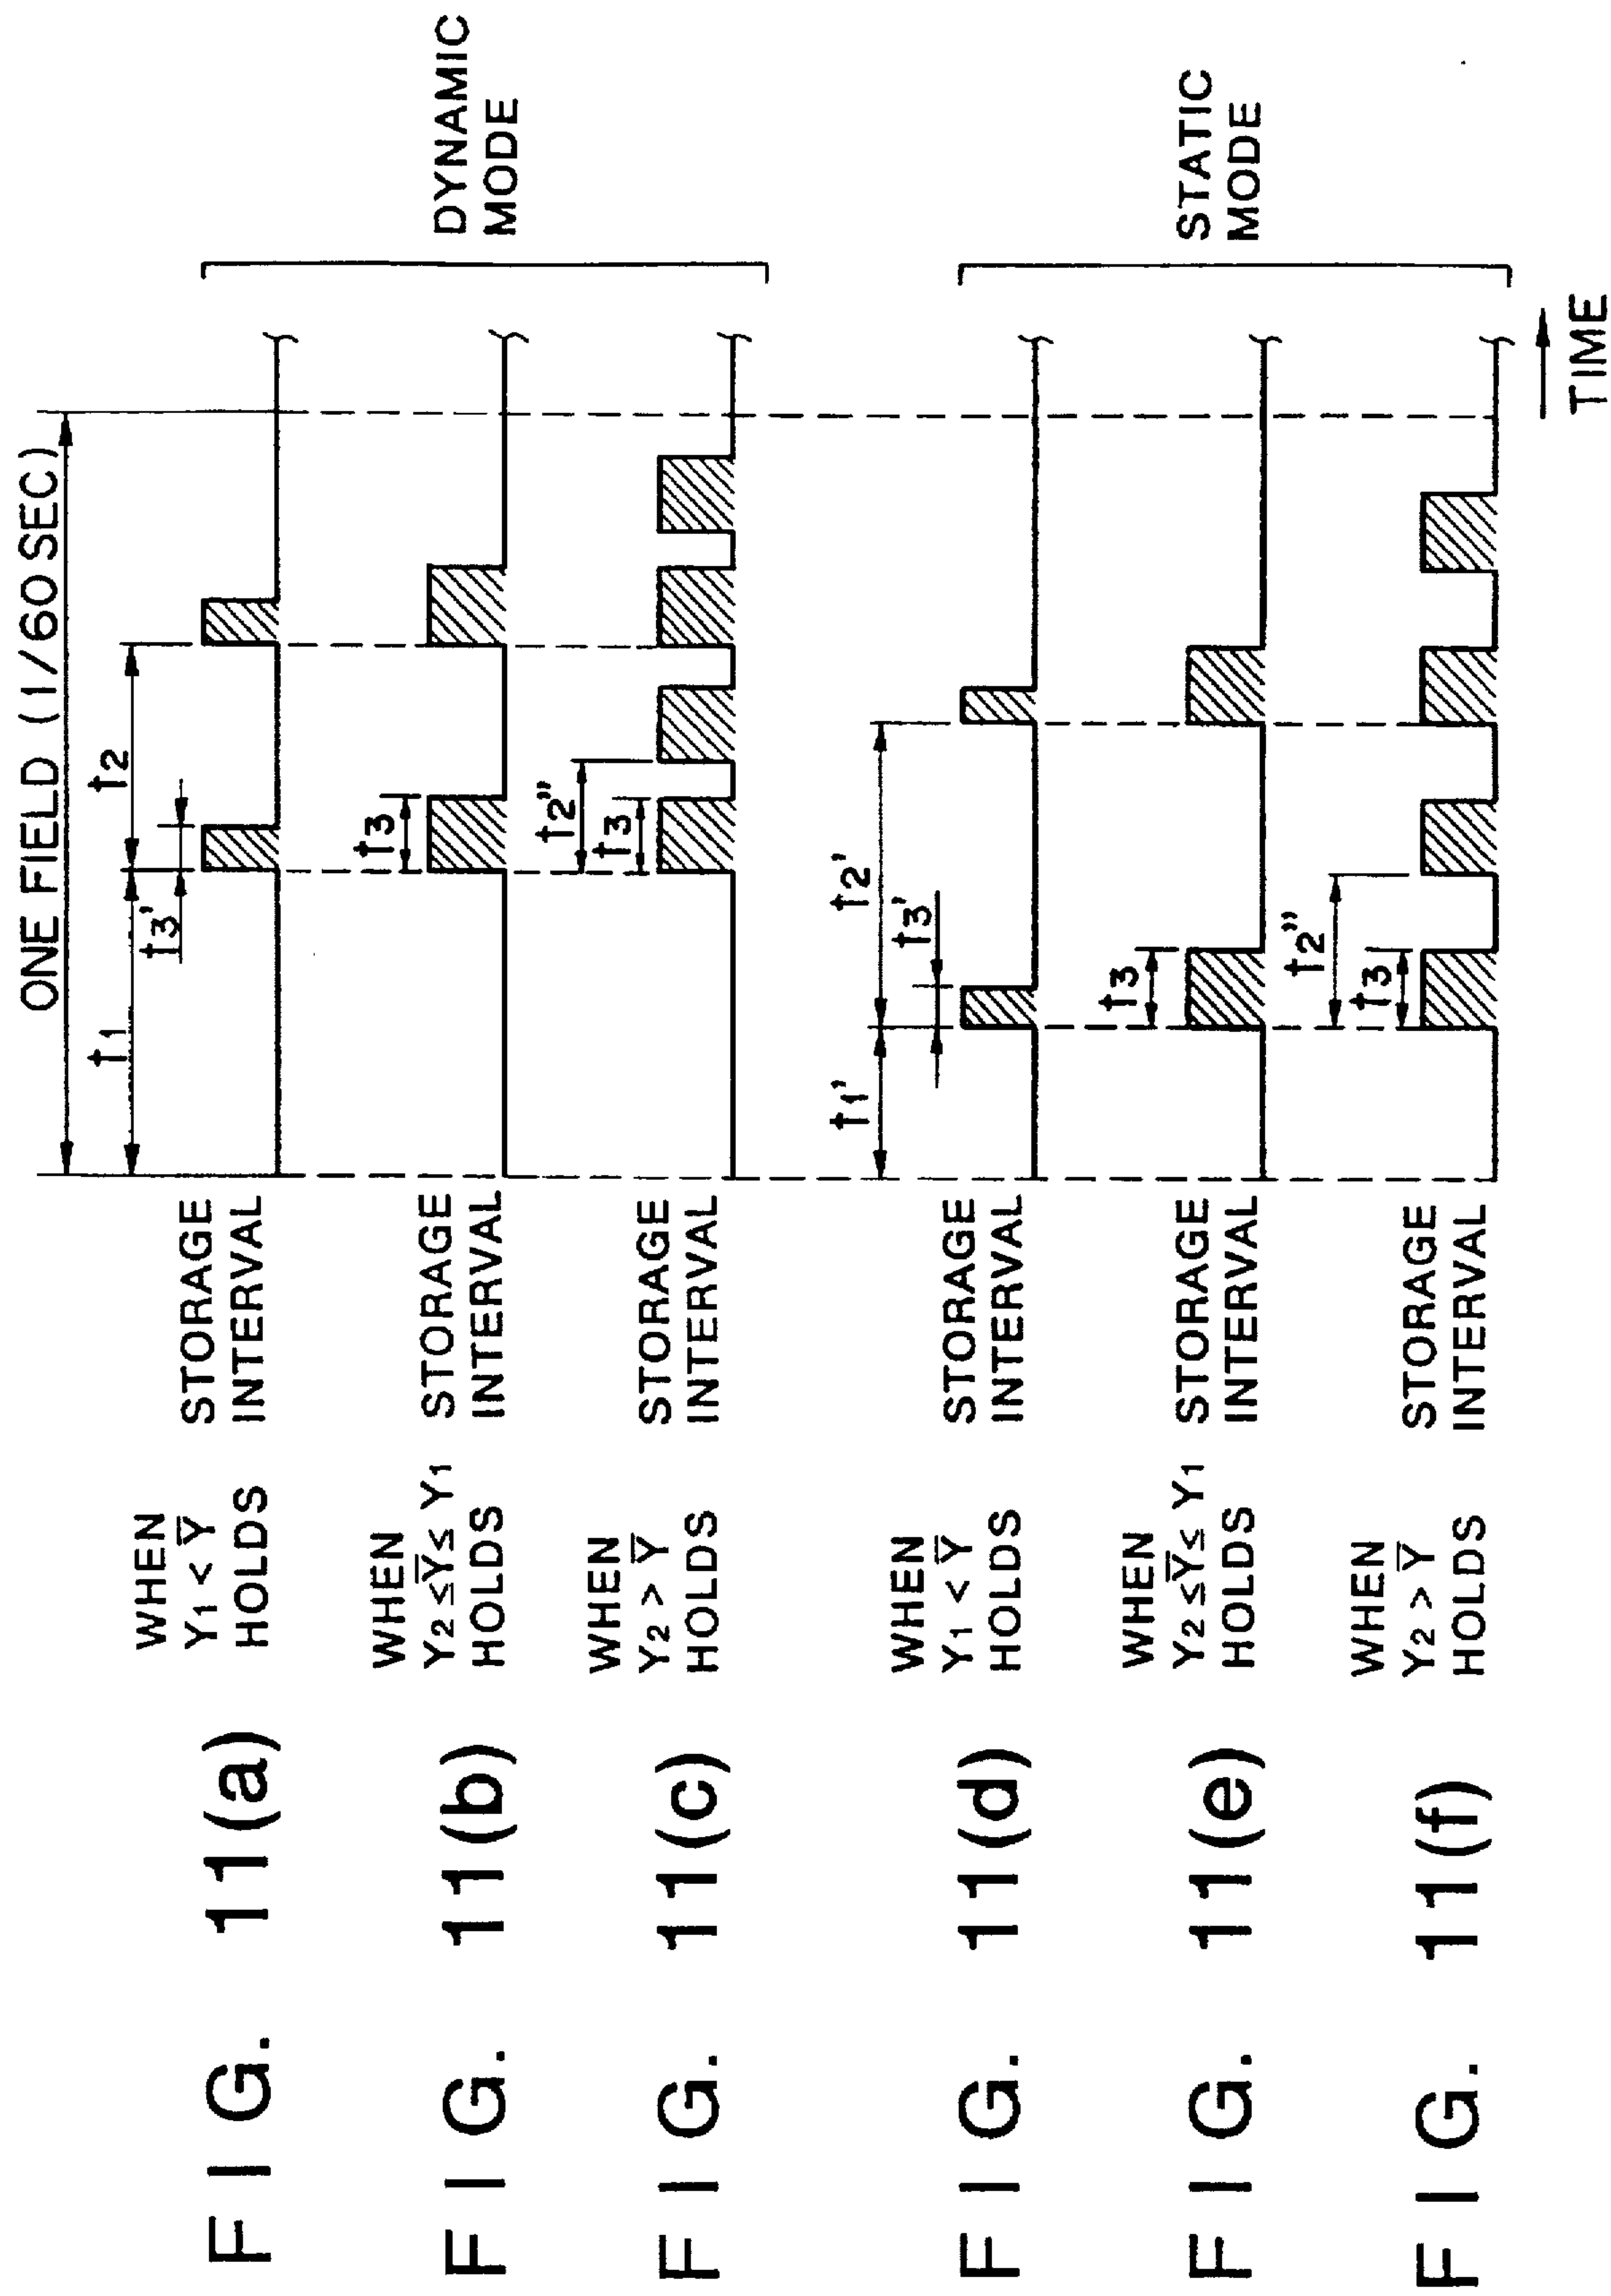 ONE FIELD (1/60SEC)
FIG. 11(a)
WHEN
Y1 < Y̅
HOLDS
STORAGE
INTERVAL
t1
t3'
t2
FIG. 11(b)
WHEN
Y2 ≤ Y̅ ≤ Y1
HOLDS
STORAGE
INTERVAL
t3
FIG. 11(c)
WHEN
Y2 > Y̅
HOLDS
STORAGE
INTERVAL
t2"
t3
DYNAMIC
MODE
FIG. 11(d)
WHEN
Y1 < Y̅
HOLDS
STORAGE
INTERVAL
t1'
t2'
t3'
FIG. 11(e)
WHEN
Y2 ≤ Y̅ ≤ Y1
HOLDS
STORAGE
INTERVAL
t3
FIG. 11(f)
WHEN
Y2 > Y̅
HOLDS
STORAGE
INTERVAL
t2"
t3
STATIC
MODE
TIME